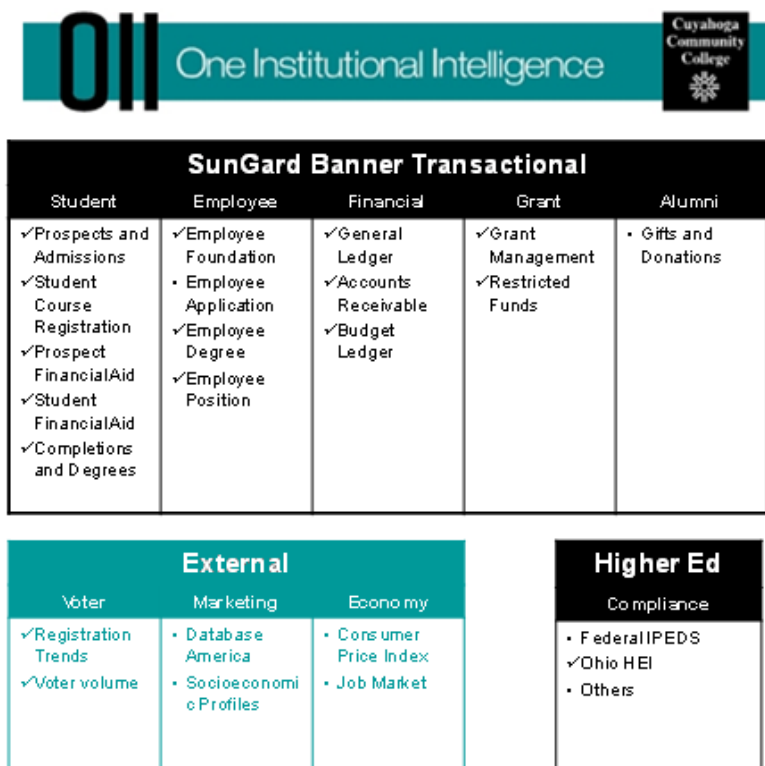 OII One Institutional Intelligence
Cuyahoga
Community
College
SunGard Banner Transactional
Student Employee Financial Grant Alumni
✓Prospects and
Admissions
✓Student
Course
Registration
✓Prospect
FinancialAid
✓Student
FinancialAid
✓Completions
and Degrees
✓Employee
Foundation
• Employee
Application
✓Employee
Degree
✓Employee
Position
✓General
Ledger
✓Accounts
Receivable
✓Budget
Ledger
✓Grant
Management
✓Restricted
Funds
• Gifts and
Donations
External
Voter Marketing Economy
✓Registration
Trends
✓Voter volume
• Database
America
• Socioeconomi
c Profiles
• Consumer
Price Index
• Job Market
Higher Ed
Compliance
• Federal IPEDS
✓Ohio HEI
• Others